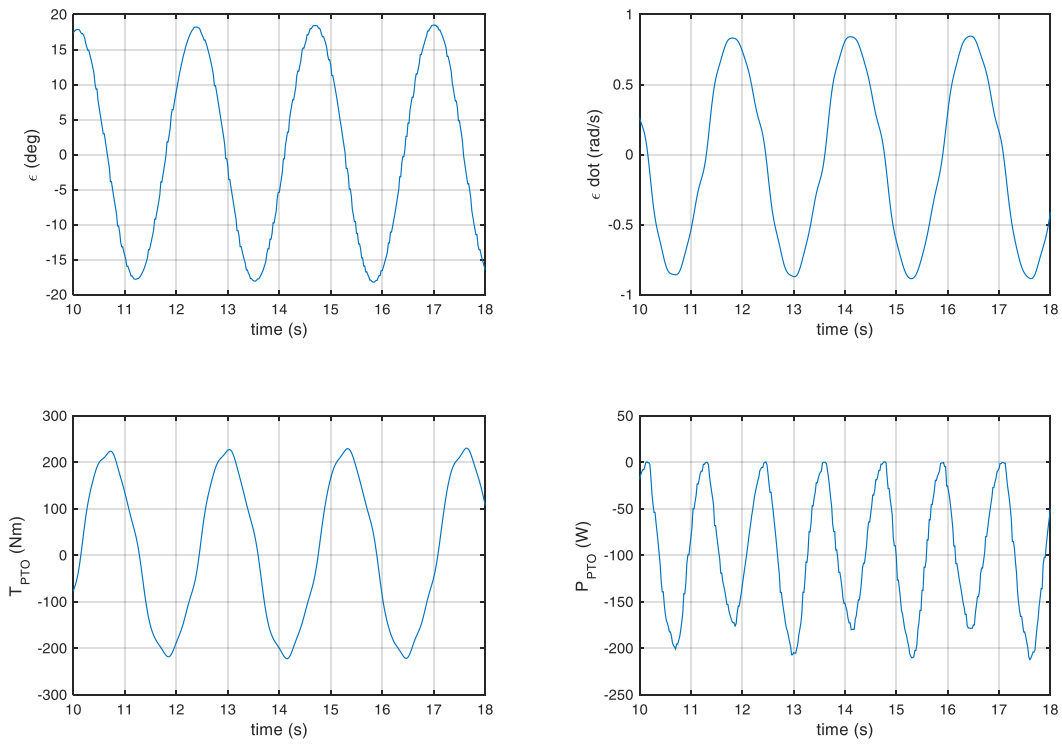 20
15
10
5
0
-5
-10
-15
-20
ϵ (deg)
10 11 12 13 14 15 16 17 18
time (s)
1
0.5
0
-0.5
-1
ϵ dot (rad/s)
10 11 12 13 14 15 16 17 18
time (s)
300
200
100
0
-100
-200
-300
T_PTO (Nm)
10 11 12 13 14 15 16 17 18
time (s)
50
0
-50
-100
-150
-200
-250
P_PTO (W)
10 11 12 13 14 15 16 17 18
time (s)